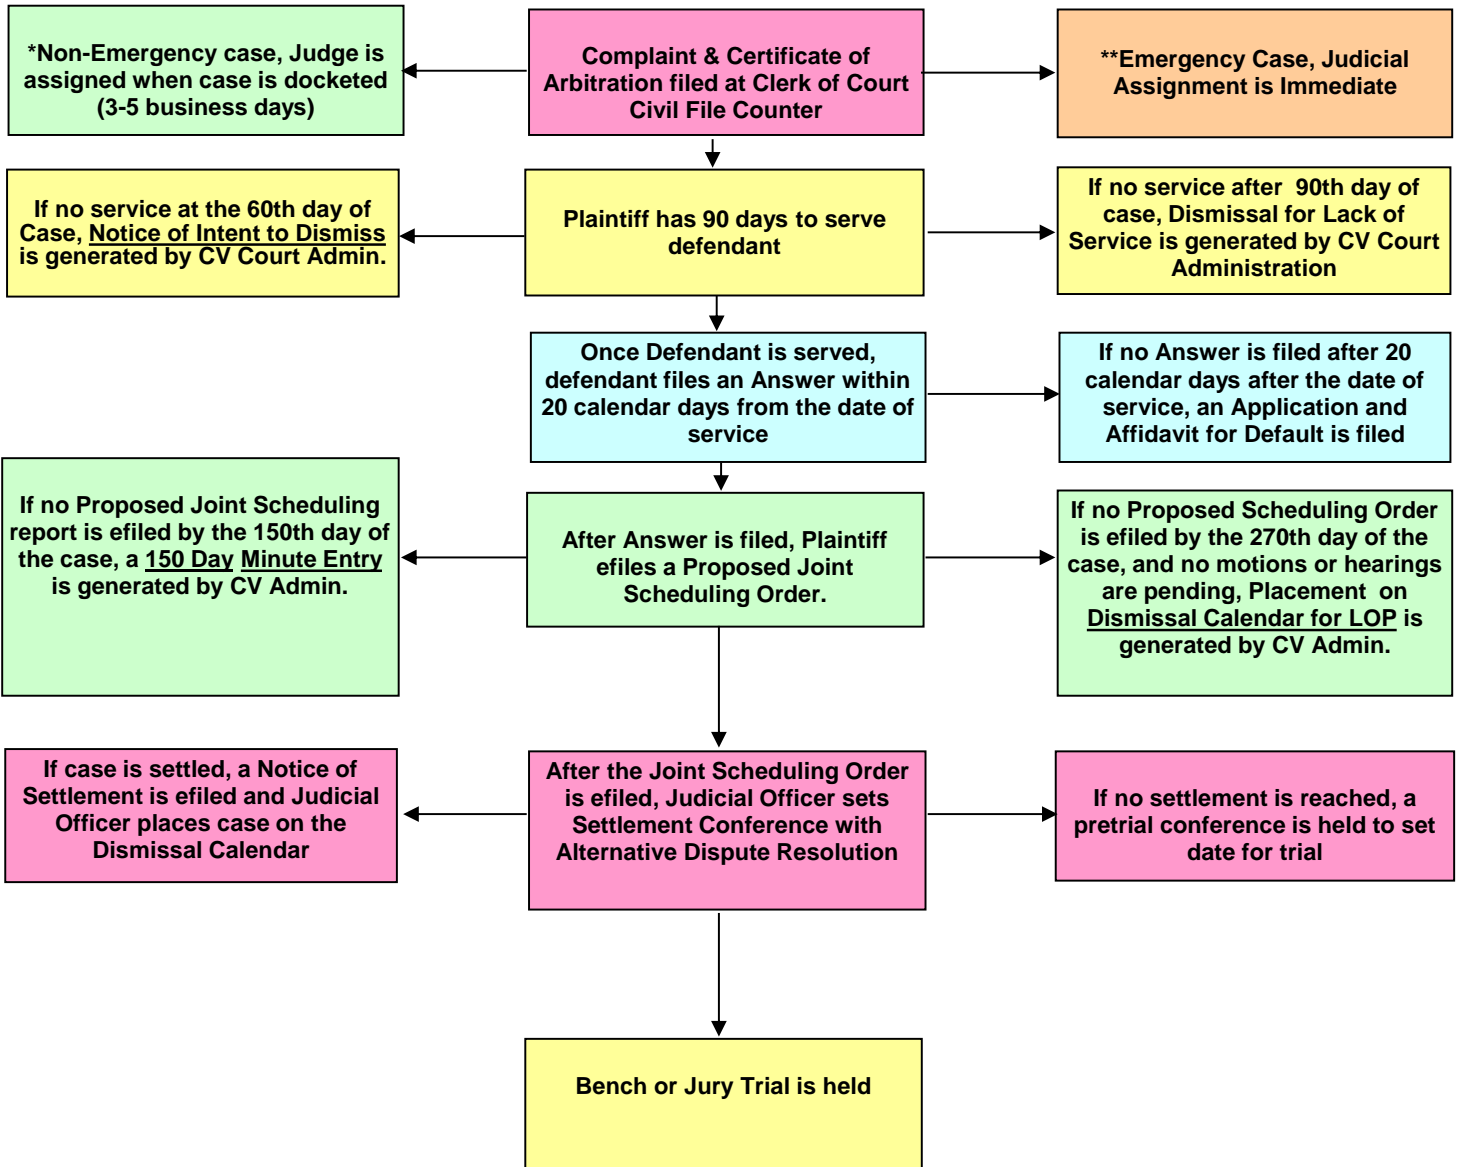 *Non-Emergency case, Judge is
assigned when case is docketed
(3-5 business days)
Complaint & Certificate of
Arbitration filed at Clerk of Court
Civil File Counter
**Emergency Case, Judicial
Assignment is Immediate
If no service at the 60th day of
Case, Notice of Intent to Dismiss
is generated by CV Court Admin.
Plaintiff has 90 days to serve
defendant
If no service after 90th day of
case, Dismissal for Lack of
Service is generated by CV Court
Administration
Once Defendant is served,
defendant files an Answer within
20 calendar days from the date of
service
If no Answer is filed after 20
calendar days after the date of
service, an Application and
Affidavit for Default is filed
If no Proposed Joint Scheduling
report is efiled by the 150th day of
the case, a 150 Day Minute Entry
is generated by CV Admin.
After Answer is filed, Plaintiff
efiles a Proposed Joint
Scheduling Order.
If no Proposed Scheduling Order
is efiled by the 270th day of the
case, and no motions or hearings
are pending, Placement on
Dismissal Calendar for LOP is
generated by CV Admin.
If case is settled, a Notice of
Settlement is efiled and Judicial
Officer places case on the
Dismissal Calendar
After the Joint Scheduling Order
is efiled, Judicial Officer sets
Settlement Conference with
Alternative Dispute Resolution
If no settlement is reached, a
pretrial conference is held to set
date for trial
Bench or Jury Trial is held